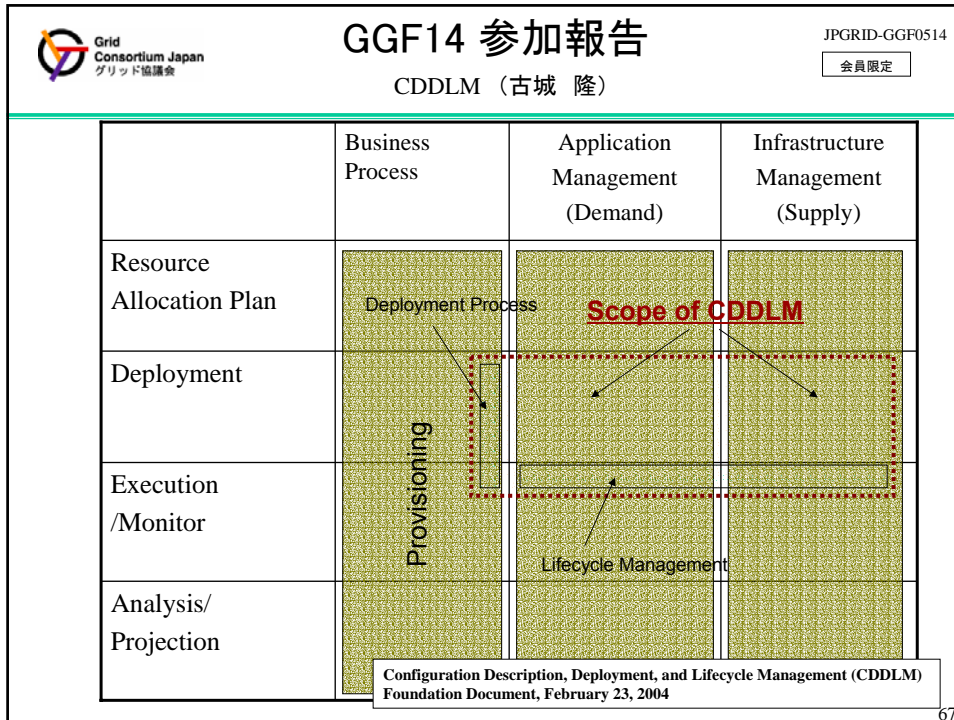 Grid
Consortium Japan
グリッド協議会
GGF14 参加報告
CDDLM （古城 隆）
JPGRID-GGF0514
会員限定
Business
Process
Application
Management
(Demand)
Infrastructure
Management
(Supply)
Resource
Allocation Plan
Deployment Process
Scope of CDDLM
Deployment
Provisioning
Execution
/Monitor
Lifecycle Management
Analysis/
Projection
Configuration Description, Deployment, and Lifecycle Management (CDDLM)
Foundation Document, February 23, 2004
67